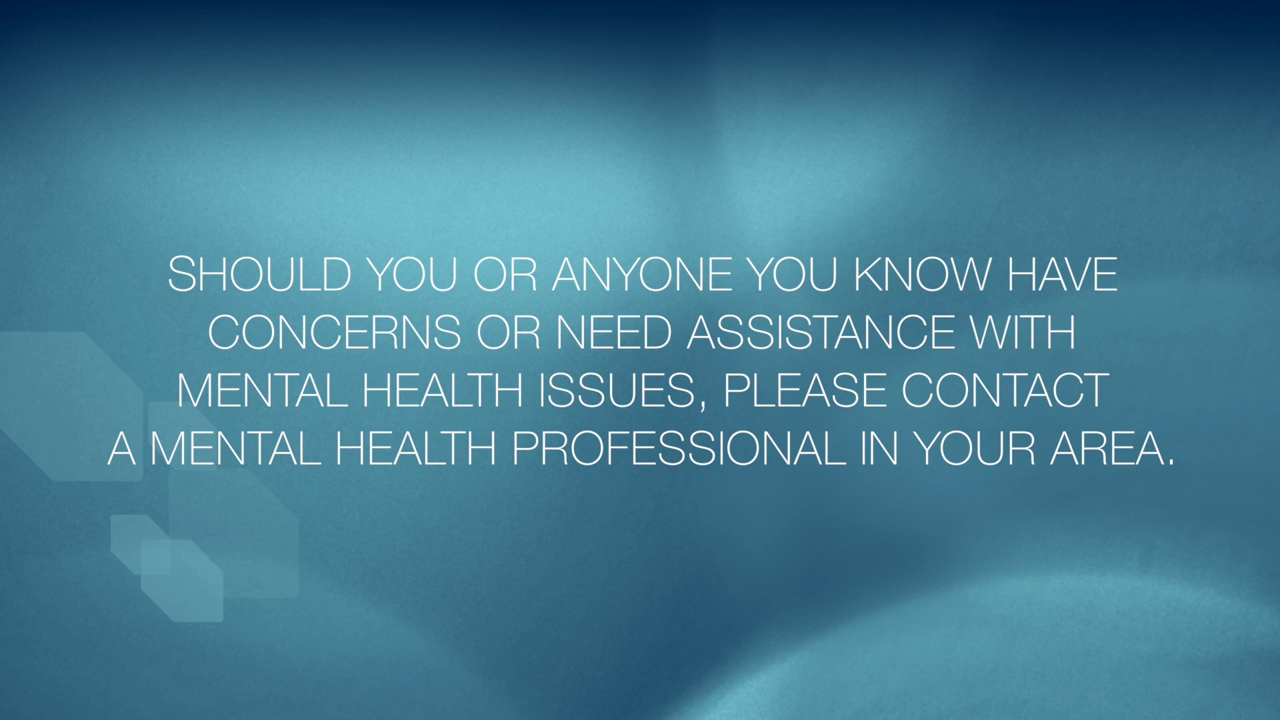 SHOULD YOU OR ANYONE YOU KNOW HAVE
CONCERNS OR NEED ASSISTANCE WITH
MENTAL HEALTH ISSUES, PLEASE CONTACT
A MENTAL HEALTH PROFESSIONAL IN YOUR AREA.